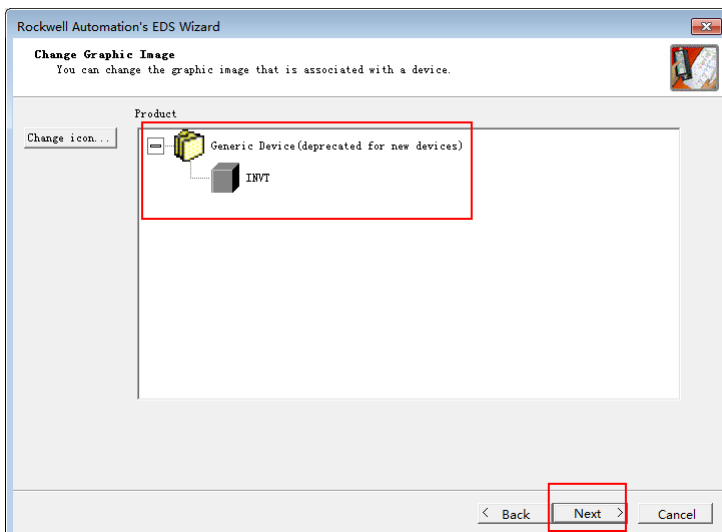 Rockwell Automation's EDS Wizard
Change Graphic Image
You can change the graphic image that is associated with a device.
Product
Change icon...
Generic Device(deprecated for new devices)
INVT
< Back
Next >
Cancel